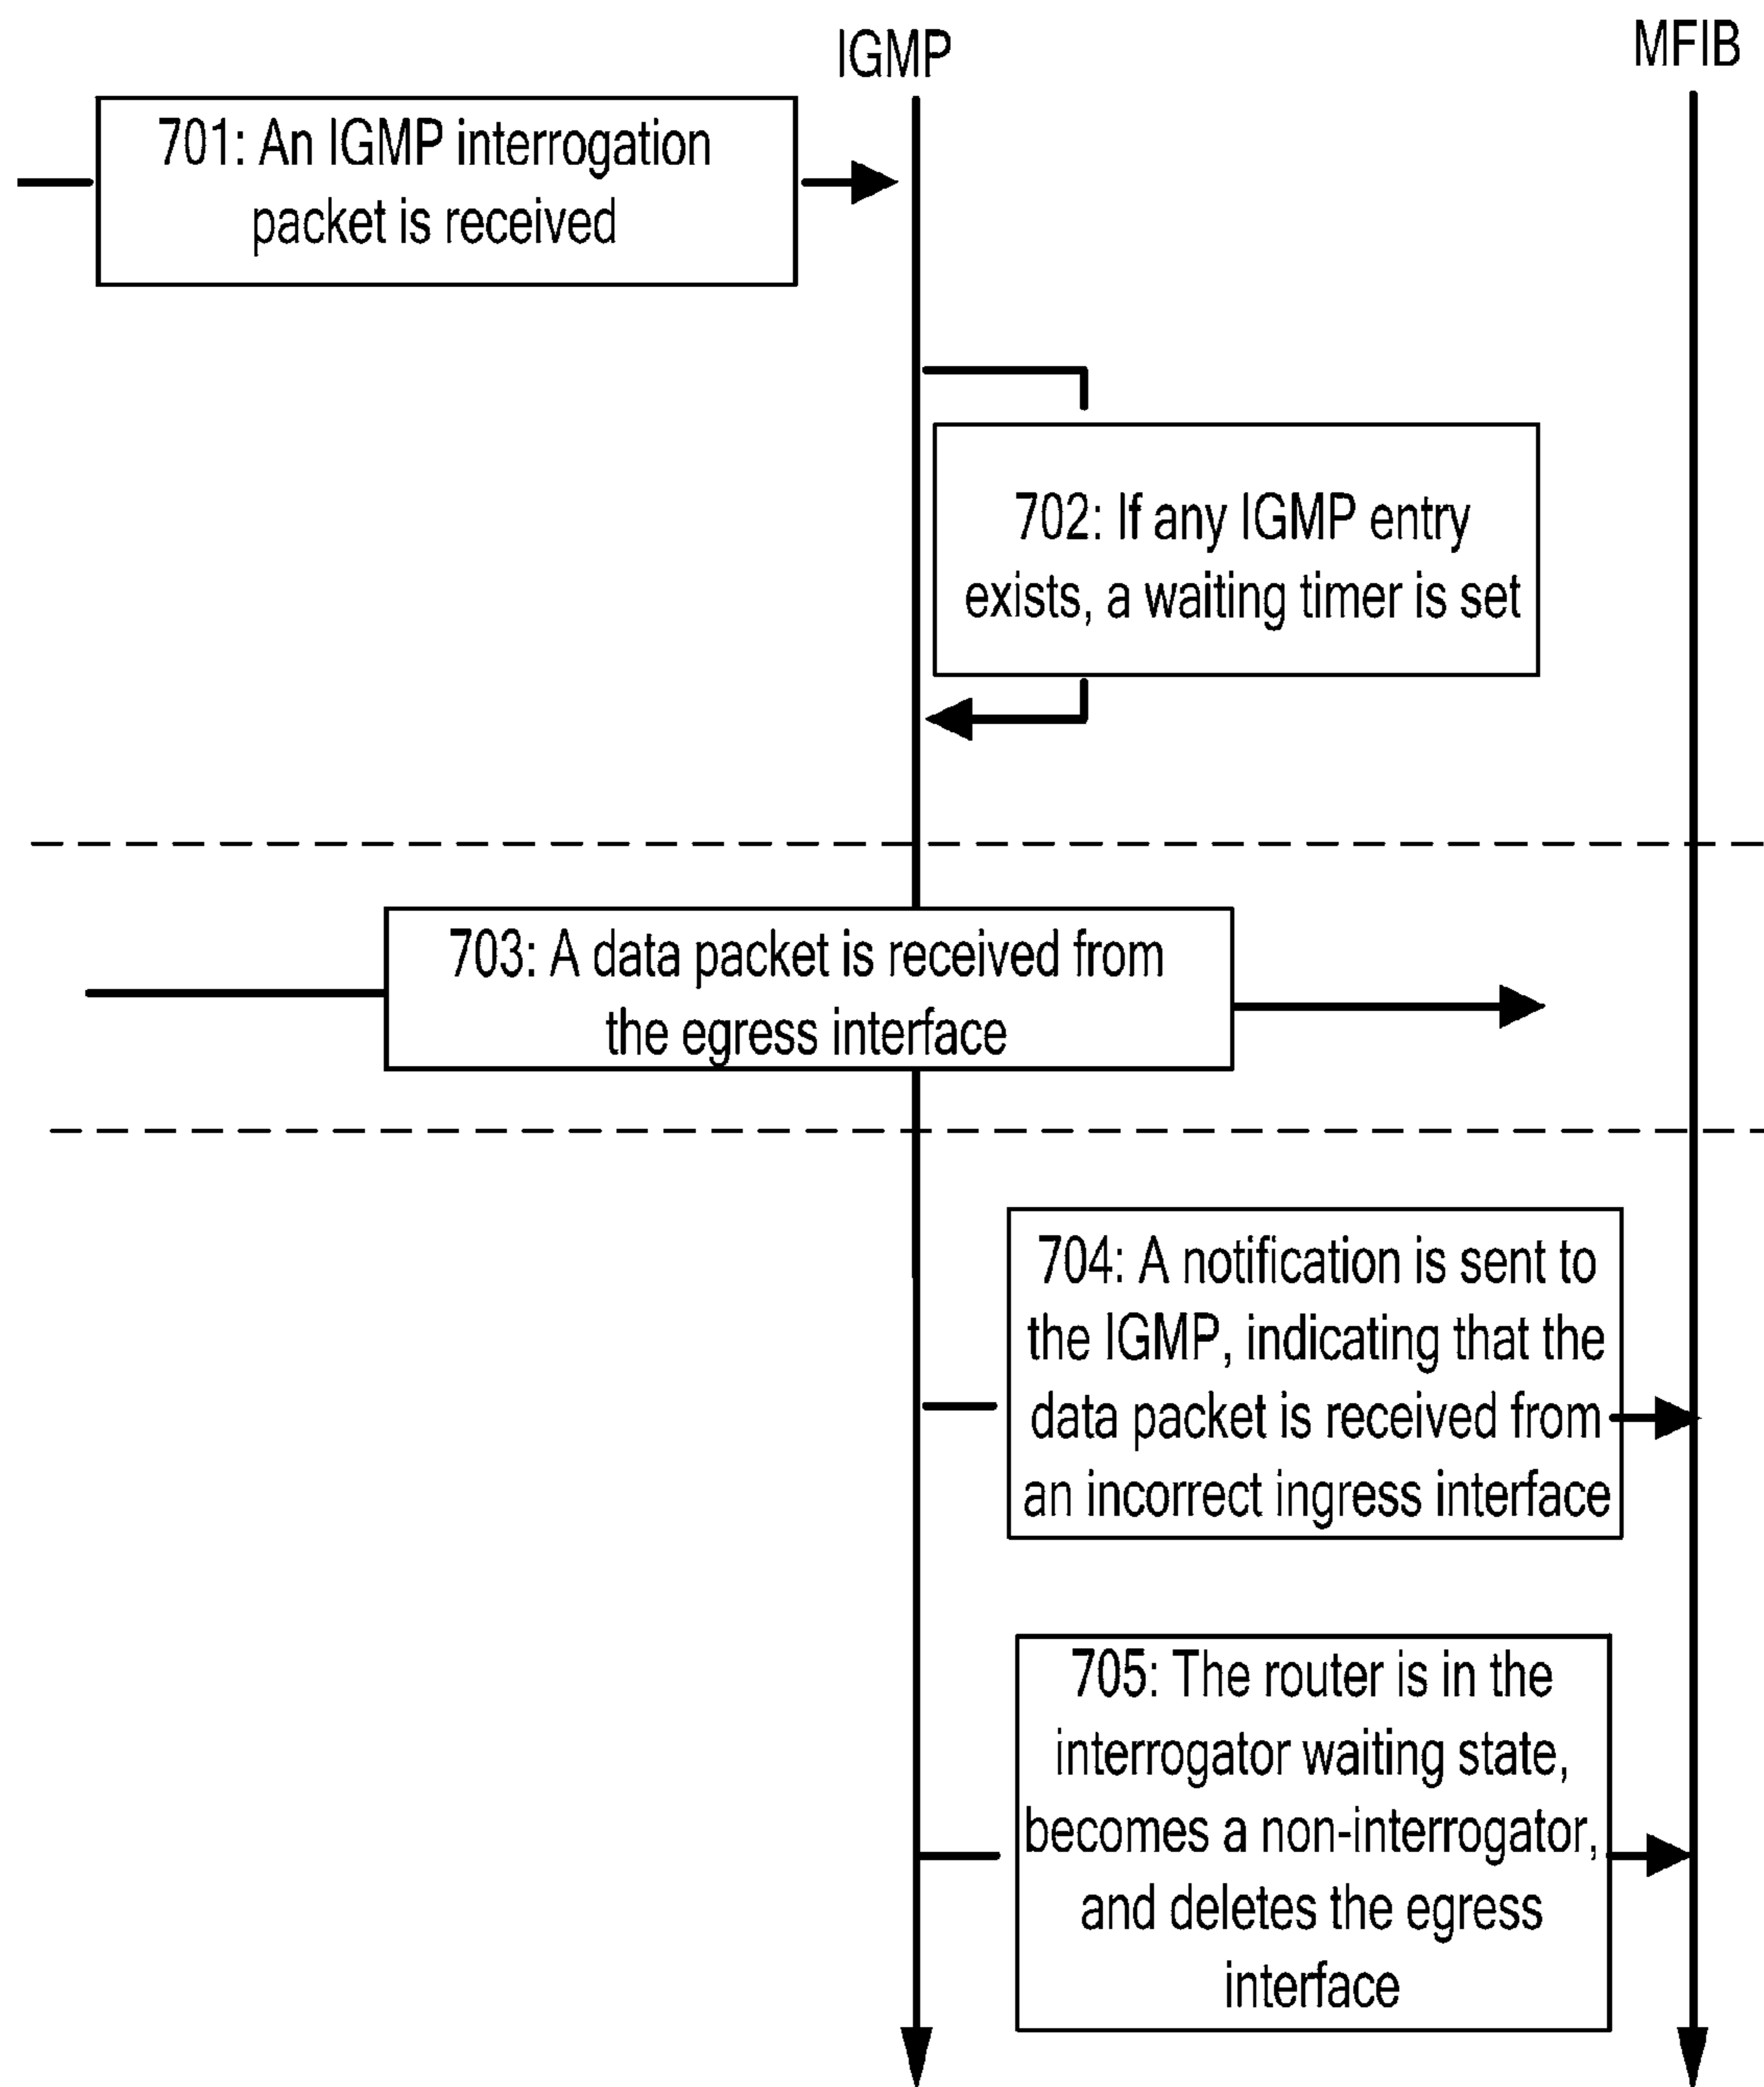 IGMP
MFIB
701: An IGMP interrogation
packet is received
702: If any IGMP entry
exists, a waiting timer is set
703: A data packet is received from
the egress interface
704: A notification is sent to
the IGMP, indicating that the
data packet is received from
an incorrect ingress interface
705: The router is in the
interrogator waiting state,
becomes a non-interrogator,
and deletes the egress
interface